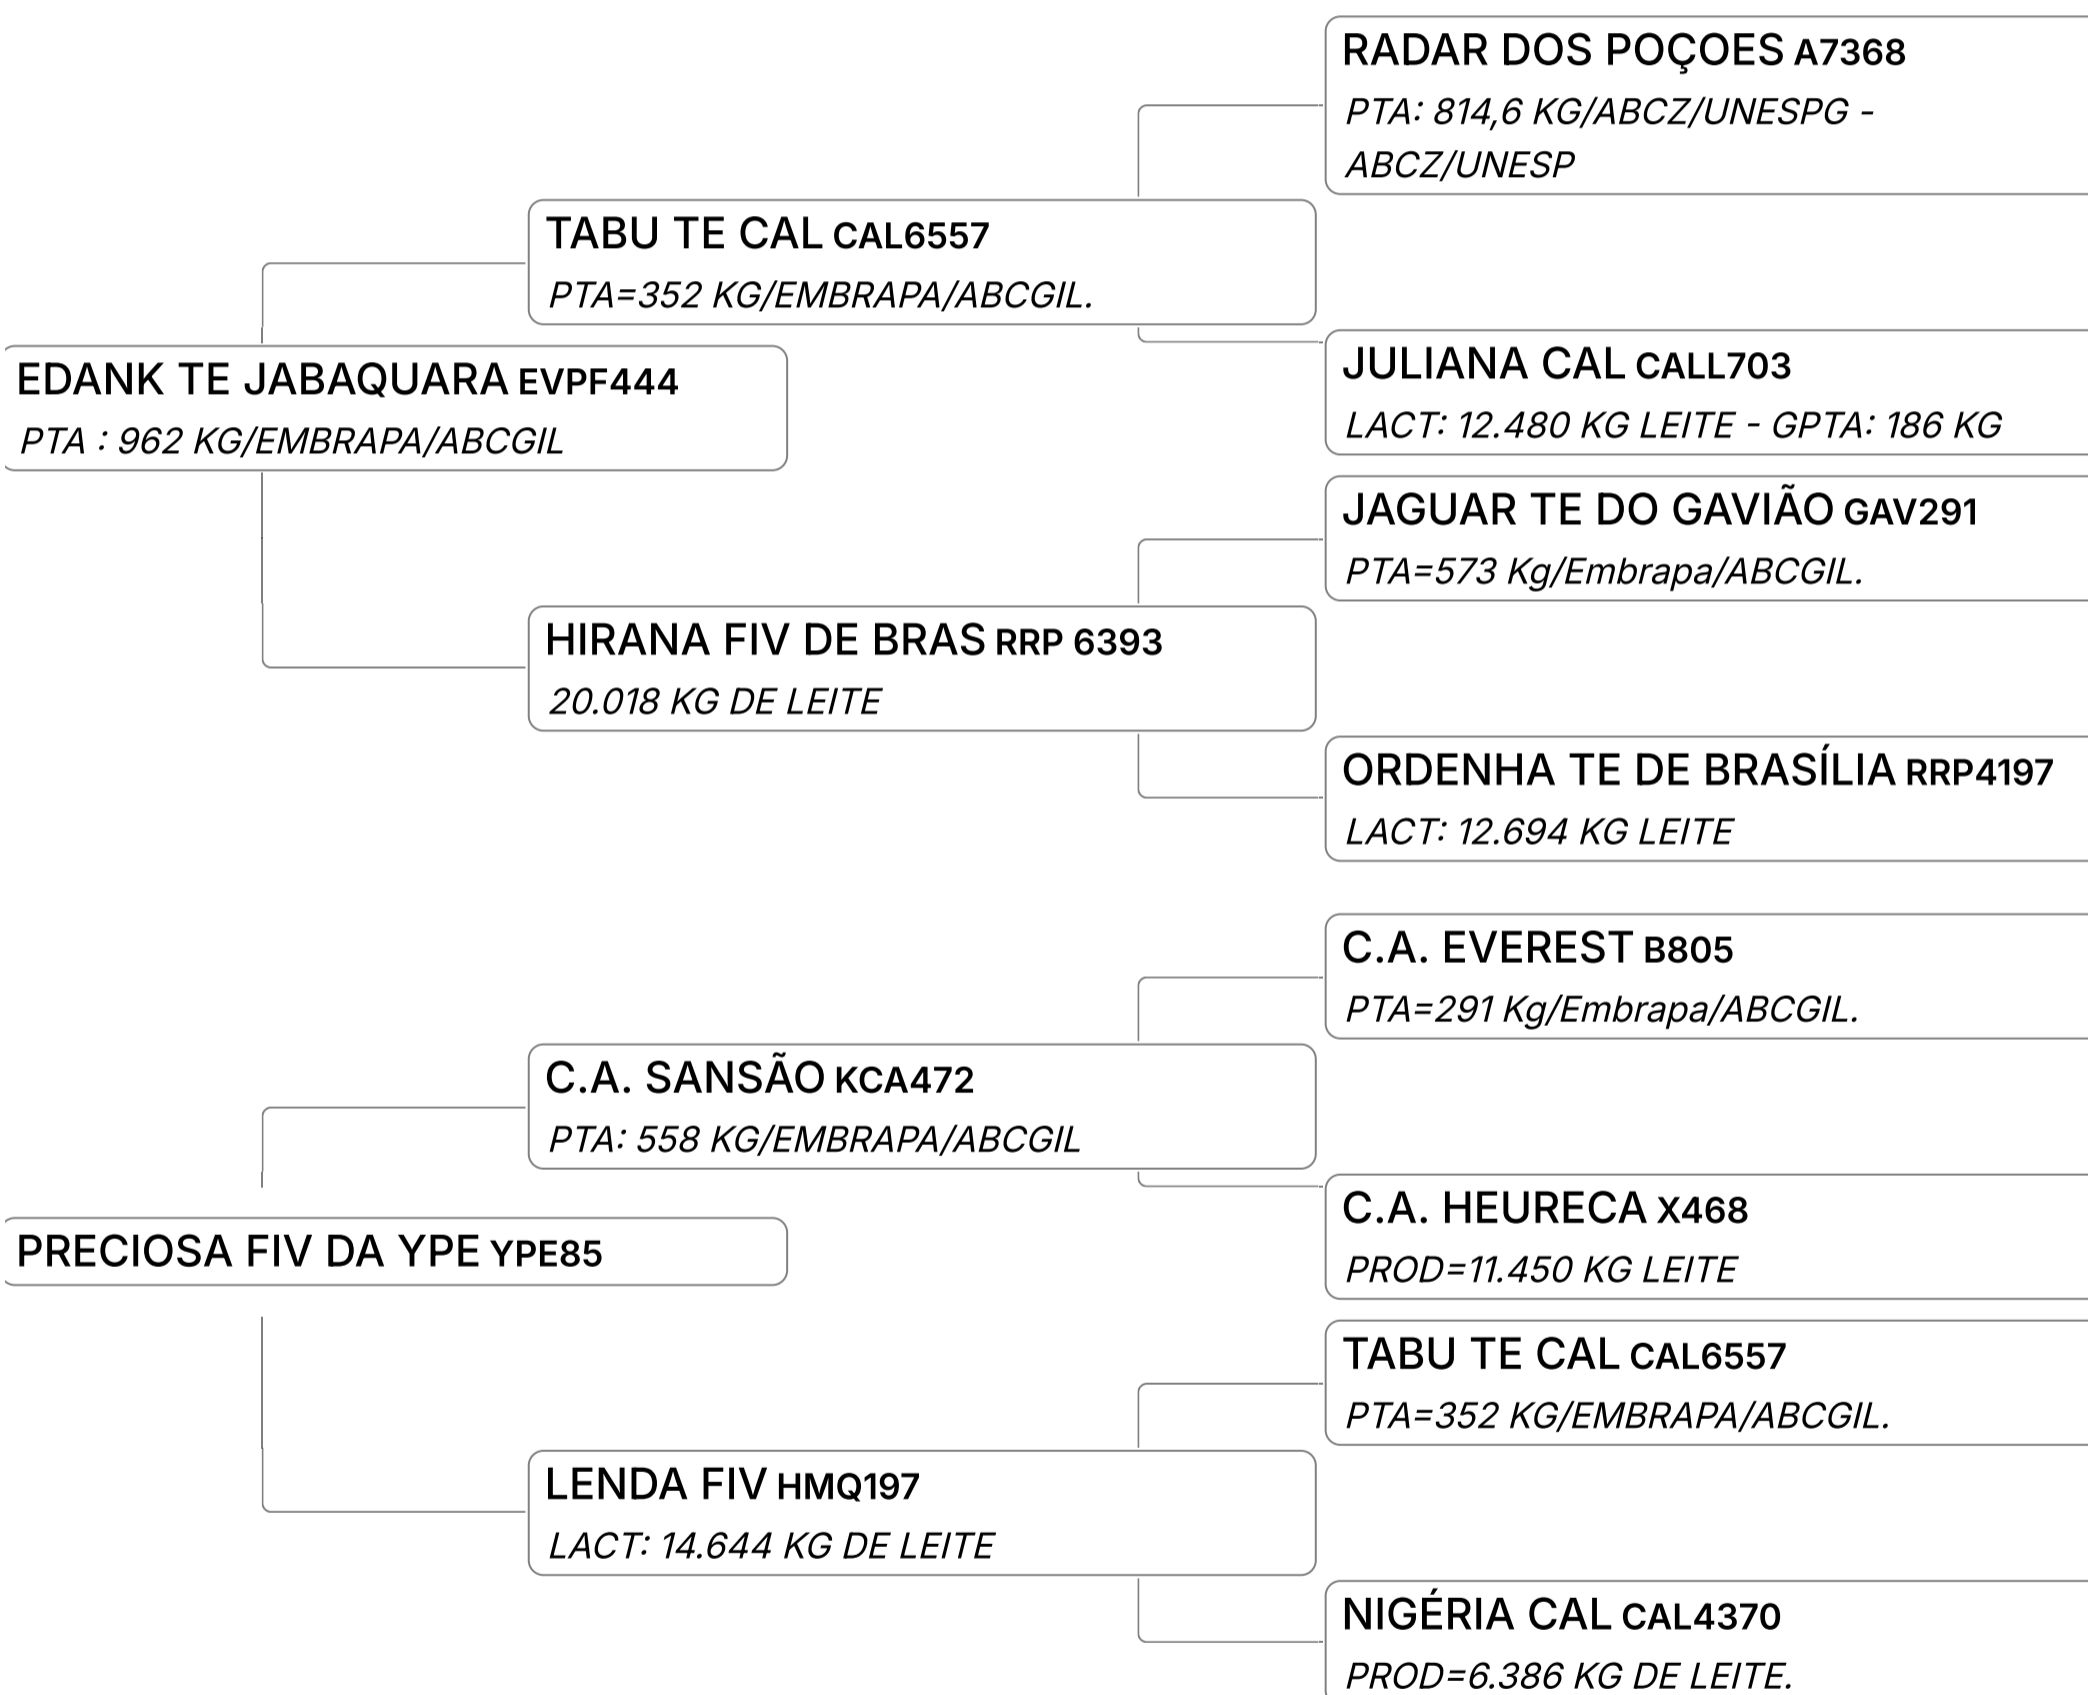 RADAR DOS POÇOES A7368
PTA: 814,6 KG/ABCZ/UNESPG -
ABCZ/UNESP
TABU TE CAL CAL6557
PTA=352 KG/EMBRAPA/ABCGIL.
JULIANA CAL CALL703
LACT: 12.480 KG LEITE - GPTA: 186 KG
EDANK TE JABAQUARA EVPF444
PTA : 962 KG/EMBRAPA/ABCGIL
JAGUAR TE DO GAVIÃO GAV291
PTA=573 Kg/Embrapa/ABCGIL.
HIRANA FIV DE BRAS RRP 6393
20.018 KG DE LEITE
ORDENHA TE DE BRASÍLIA RRP4197
LACT: 12.694 KG LEITE
C.A. EVEREST B805
PTA=291 Kg/Embrapa/ABCGIL.
C.A. SANSÃO KCA472
PTA: 558 KG/EMBRAPA/ABCGIL
C.A. HEURECA X468
PROD=11.450 KG LEITE
PRECIOSA FIV DA YPE YPE85
TABU TE CAL CAL6557
PTA=352 KG/EMBRAPA/ABCGIL.
LENDA FIV HMQ197
LACT: 14.644 KG DE LEITE
NIGÉRIA CAL CAL4370
PROD=6.386 KG DE LEITE.